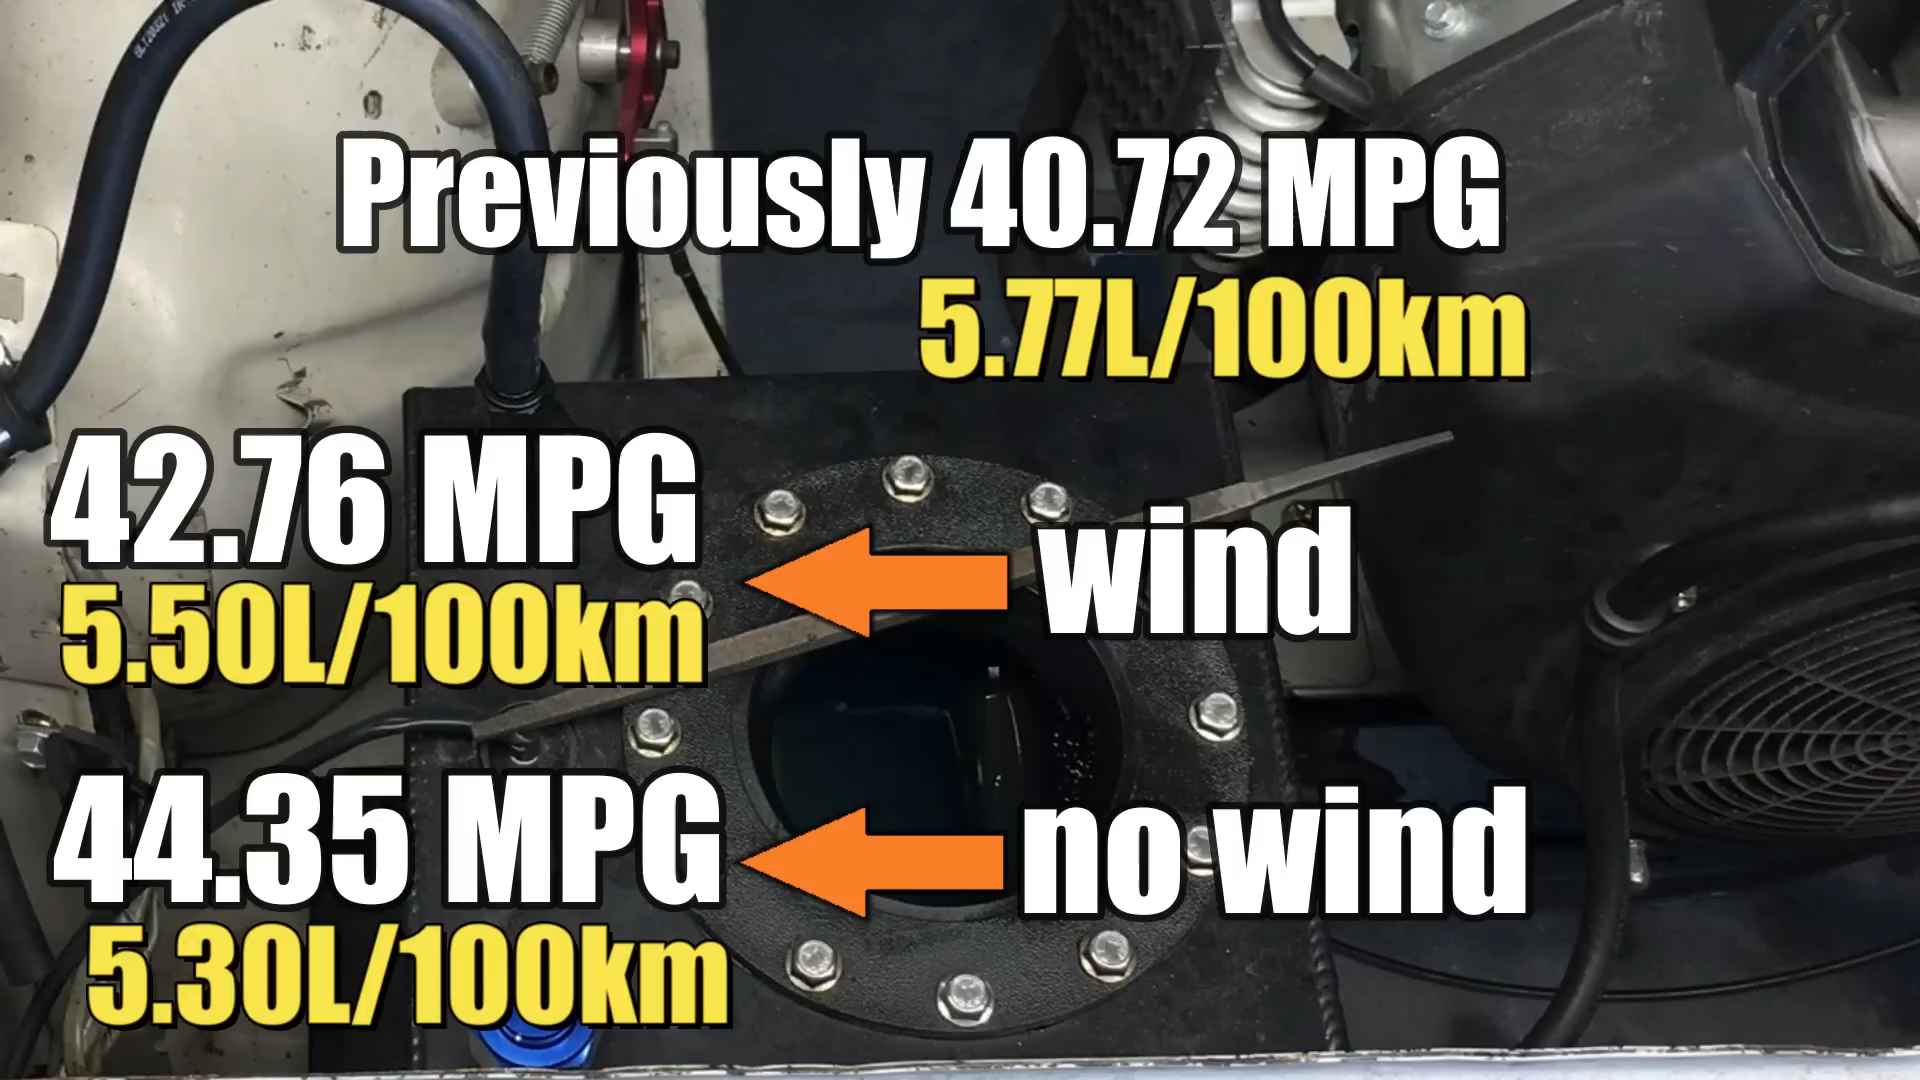 Previously 40.72 MPG
5.77L/100km
42.76 MPG
wind
5.50L/100km
44.35 MPG
no wind
5.30L/100km